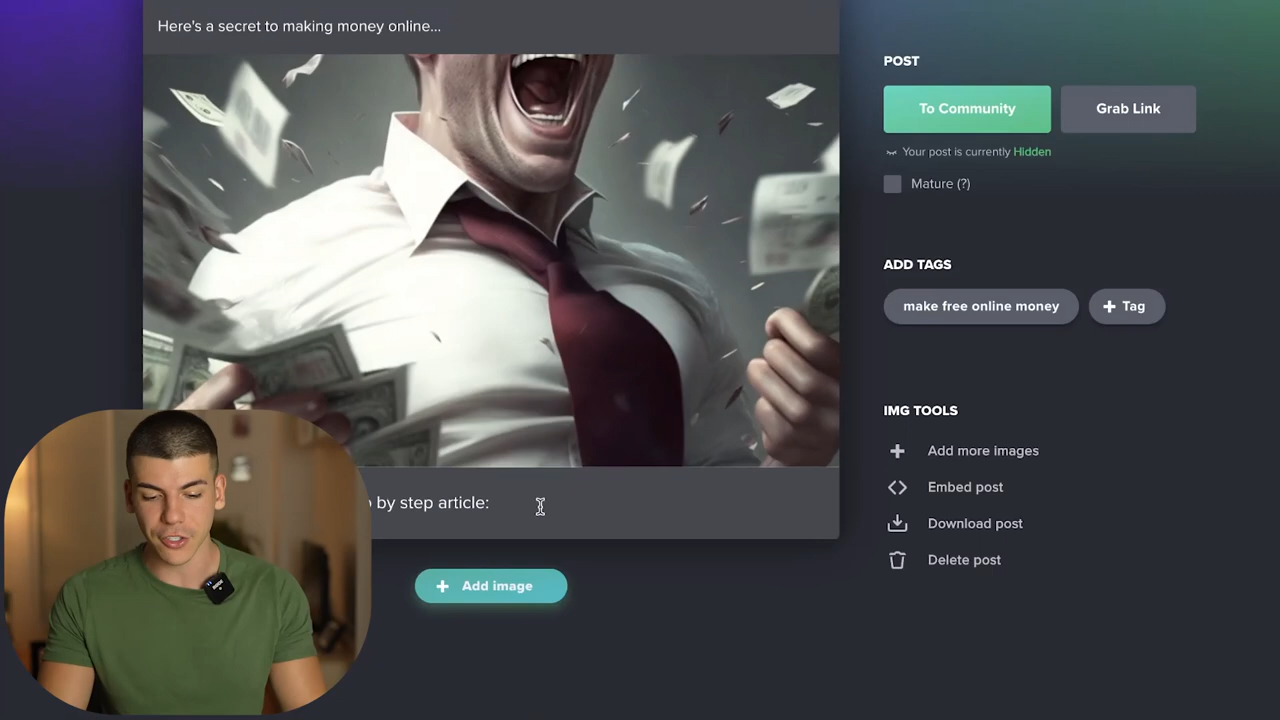 Here's a secret to making money online...
by step article:
+ Add image
POST
To Community
Grab Link
Your post is currently Hidden
Mature (?)
ADD TAGS
make free online money
+ Tag
IMG TOOLS
Add more images
Embed post
Download post
Delete post